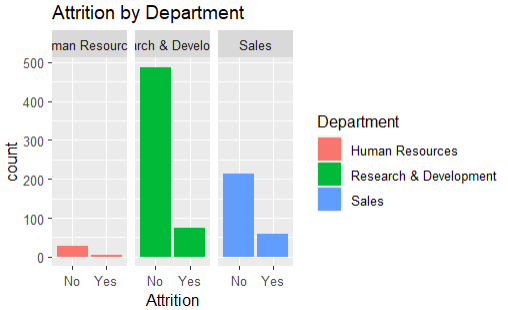 Attrition by Department
man Resourc
rch & Develo
Sales
500
400
300
200
100
0
count
No Yes No Yes No Yes
Attrition
Department
Human Resources
Research & Development
Sales